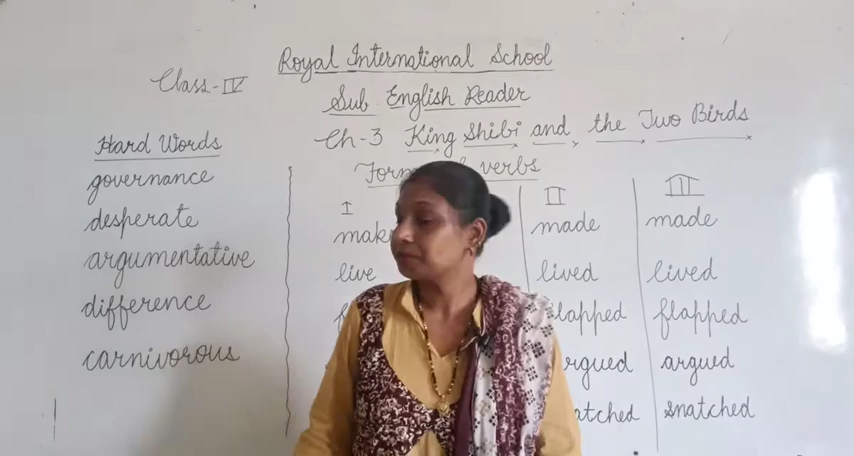 Royal International School
Class-IV
Sub. English Reader
Ch-3 King Shibi and the Two Birds
Hard Words
governance
desperate
argumentative
difference
carnivorous
verbs
I II III
made made
live lived lived
flapped
argued
snatched